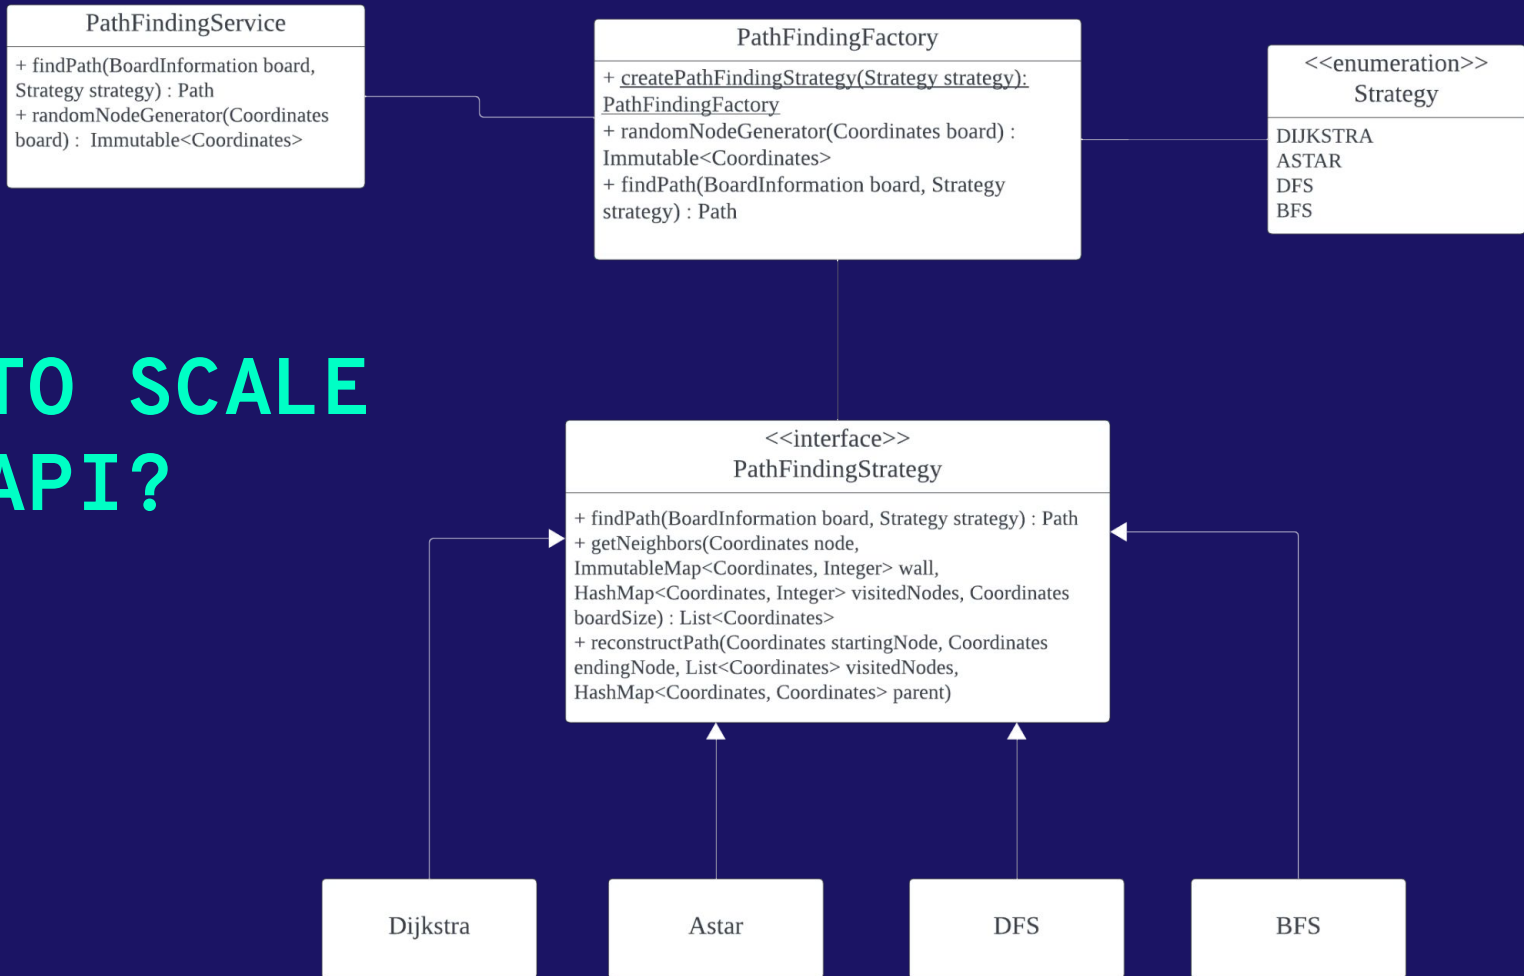 PathFindingService
+ findPath(BoardInformation board,
Strategy strategy) : Path
+ randomNodeGenerator(Coordinates
board) : Immutable<Coordinates>
PathFindingFactory
+ createPathFindingStrategy(Strategy strategy):
PathFindingFactory
+ randomNodeGenerator(Coordinates board) :
Immutable<Coordinates>
+ findPath(BoardInformation board, Strategy
strategy) : Path
<<enumeration>>
Strategy
DIJKSTRA
ASTAR
DFS
BFS
TO SCALE
API?
<<interface>>
PathFindingStrategy
+ findPath(BoardInformation board, Strategy strategy) : Path
+ getNeighbors(Coordinates node,
ImmutableMap<Coordinates, Integer> wall,
HashMap<Coordinates, Integer> visitedNodes, Coordinates
boardSize) : List<Coordinates>
+ reconstructPath(Coordinates startingNode, Coordinates
endingNode, List<Coordinates> visitedNodes,
HashMap<Coordinates, Coordinates> parent)
Dijkstra
Astar
DFS
BFS